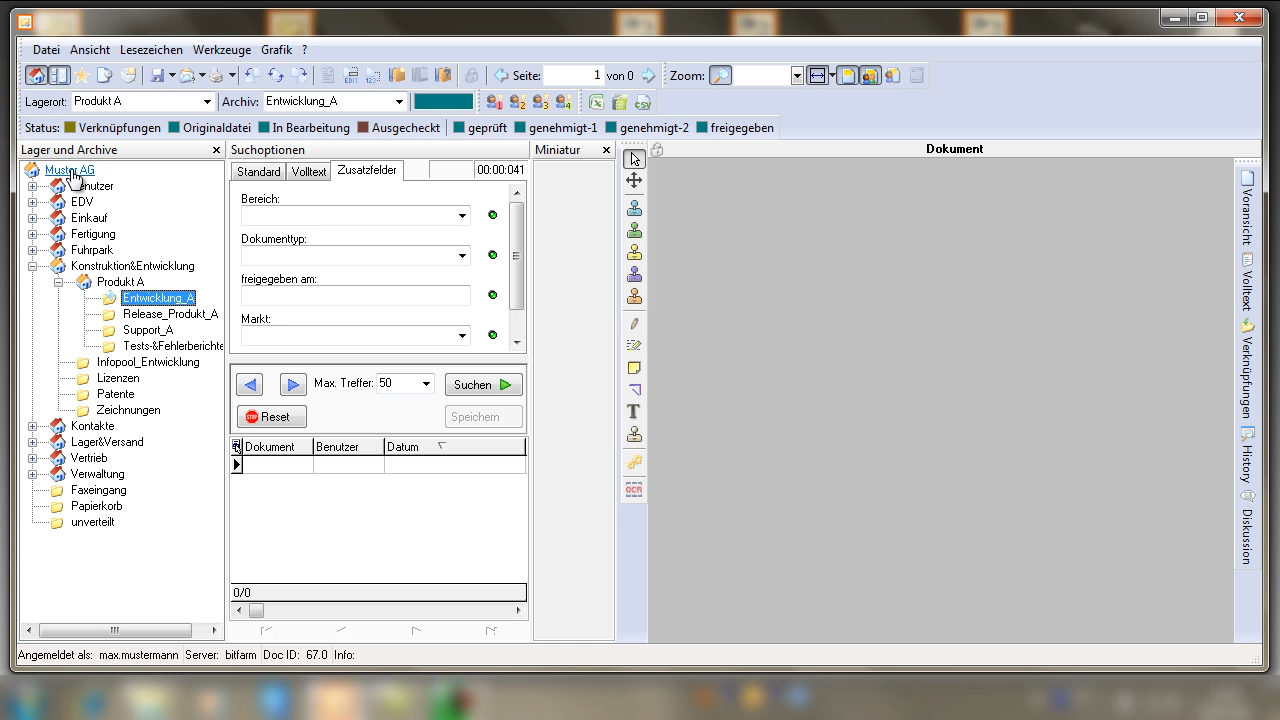 Datei Ansicht Lesezeichen Werkzeuge Grafik ?
Seite: 1 von 0 Zoom:
Lagerort: Produkt A Archiv: Entwicklung_A
Status: Verknüpfungen Originaldatei In Bearbeitung Ausgecheckt geprüft genehmigt-1 genehmigt-2 freigegeben
Lager und Archive
Muster AG
Benutzer
EDV
Einkauf
Fertigung
Fuhrpark
Konstruktion&Entwicklung
Produkt A
Entwicklung_A
Release_Produkt_A
Support_A
Tests-&Fehlerberichte
Infopool_Entwicklung
Lizenzen
Patente
Zeichnungen
Kontakte
Lager&Versand
Vertrieb
Verwaltung
Faxeingang
Papierkorb
unverteilt
Suchoptionen
Standard Volltext Zusatzfelder 00:00:041
Bereich:
Dokumenttyp:
freigegeben am:
Markt:
Max. Treffer: 50 Suchen
STOP Reset Speichern
Dokument Benutzer Datum
0/0
Miniatur
Dokument
T
OCR
Voransicht
Volltext
Verknüpfungen
History
Diskussion
Angemeldet als: max.mustermann Server: bitfarm Doc ID: 67.0 Info: